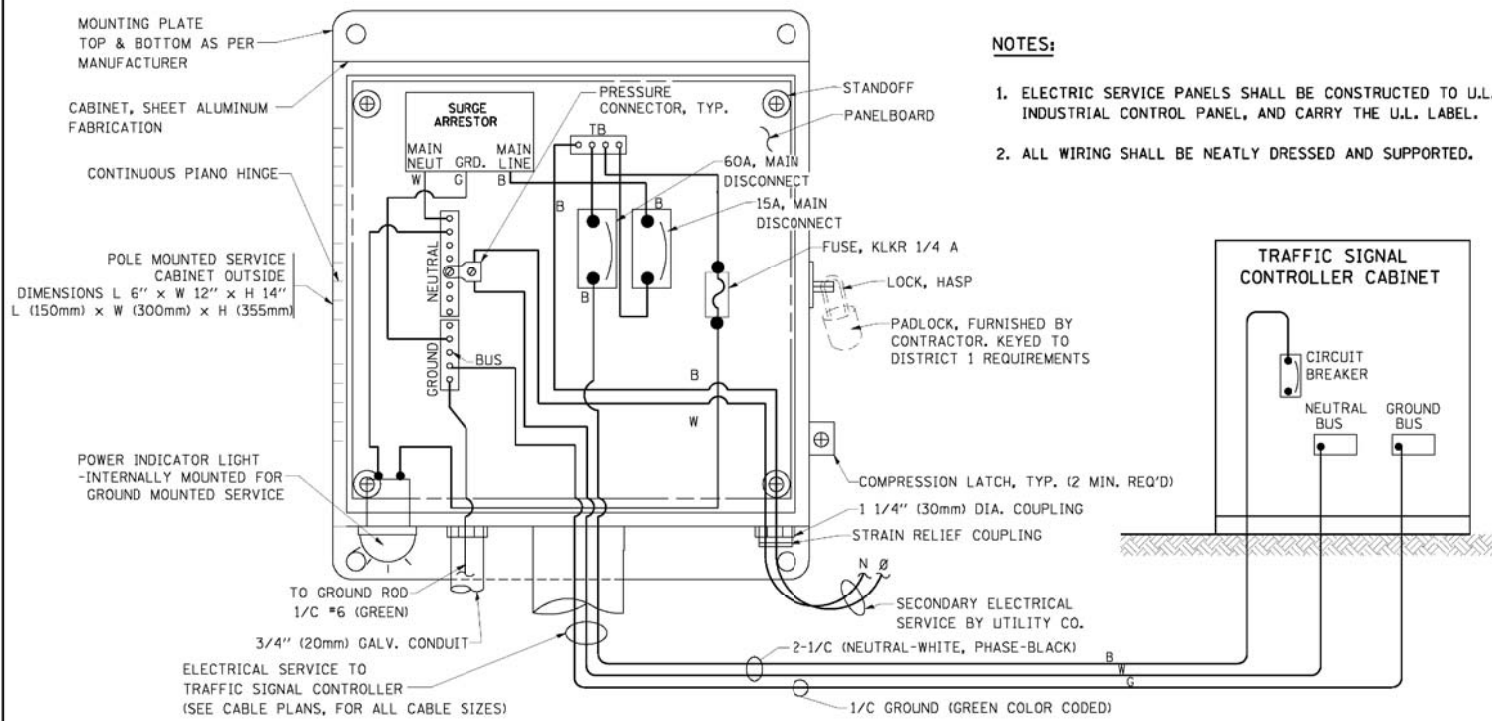 MOUNTING PLATE
TOP & BOTTOM AS PER
MANUFACTURER
CABINET, SHEET ALUMINUM
FABRICATION
CONTINUOUS PIANO HINGE
POLE MOUNTED SERVICE
CABINET OUTSIDE
DIMENSIONS L 6" x W 12" x H 14"
L (150mm) x W (300mm) x H (355mm)
POWER INDICATOR LIGHT
-INTERNALLY MOUNTED FOR
GROUND MOUNTED SERVICE
TO GROUND ROD
1/C #6 (GREEN)
3/4" (20mm) GALV. CONDUIT
ELECTRICAL SERVICE TO
TRAFFIC SIGNAL CONTROLLER
(SEE CABLE PLANS, FOR ALL CABLE SIZES)
SURGE
ARRESTOR
MAIN
NEUT
GRD.
MAIN
LINE
W
G
B
PRESSURE
CONNECTOR, TYP.
TB
NEUTRAL
GROUND
BUS
B
B
B
B
W
STANDOFF
PANELBOARD
60A, MAIN
DISCONNECT
15A, MAIN
DISCONNECT
FUSE, KLKR 1/4 A
LOCK, HASP
PADLOCK, FURNISHED BY
CONTRACTOR. KEYED TO
DISTRICT 1 REQUIREMENTS
COMPRESSION LATCH, TYP. (2 MIN. REQ'D)
1 1/4" (30mm) DIA. COUPLING
STRAIN RELIEF COUPLING
N Ø
SECONDARY ELECTRICAL
SERVICE BY UTILITY CO.
2-1/C (NEUTRAL-WHITE, PHASE-BLACK)
B
W
G
1/C GROUND (GREEN COLOR CODED)
NOTES:
1. ELECTRIC SERVICE PANELS SHALL BE CONSTRUCTED TO U.L.
INDUSTRIAL CONTROL PANEL, AND CARRY THE U.L. LABEL.
2. ALL WIRING SHALL BE NEATLY DRESSED AND SUPPORTED.
TRAFFIC SIGNAL
CONTROLLER CABINET
CIRCUIT
BREAKER
NEUTRAL
BUS
GROUND
BUS